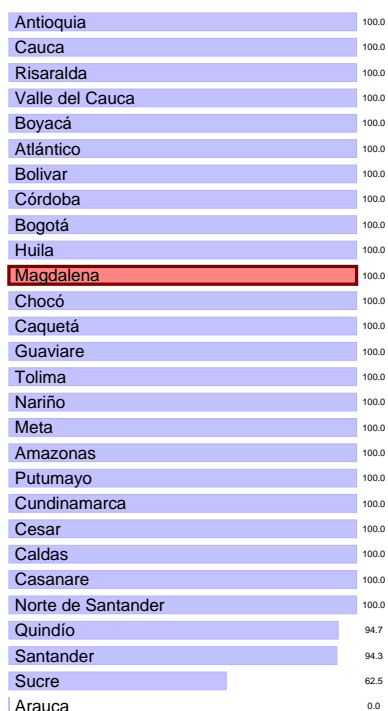 Antioquia 100.0
Cauca 100.0
Risaralda 100.0
Valle del Cauca 100.0
Boyacá 100.0
Atlántico 100.0
Bolivar 100.0
Córdoba 100.0
Bogotá 100.0
Huila 100.0
Magdalena 100.0
Chocó 100.0
Caquetá 100.0
Guaviare 100.0
Tolima 100.0
Nariño 100.0
Meta 100.0
Amazonas 100.0
Putumayo 100.0
Cundinamarca 100.0
Cesar 100.0
Caldas 100.0
Casanare 100.0
Norte de Santander 100.0
Quindío 94.7
Santander 94.3
Sucre 62.5
Arauca 0.0